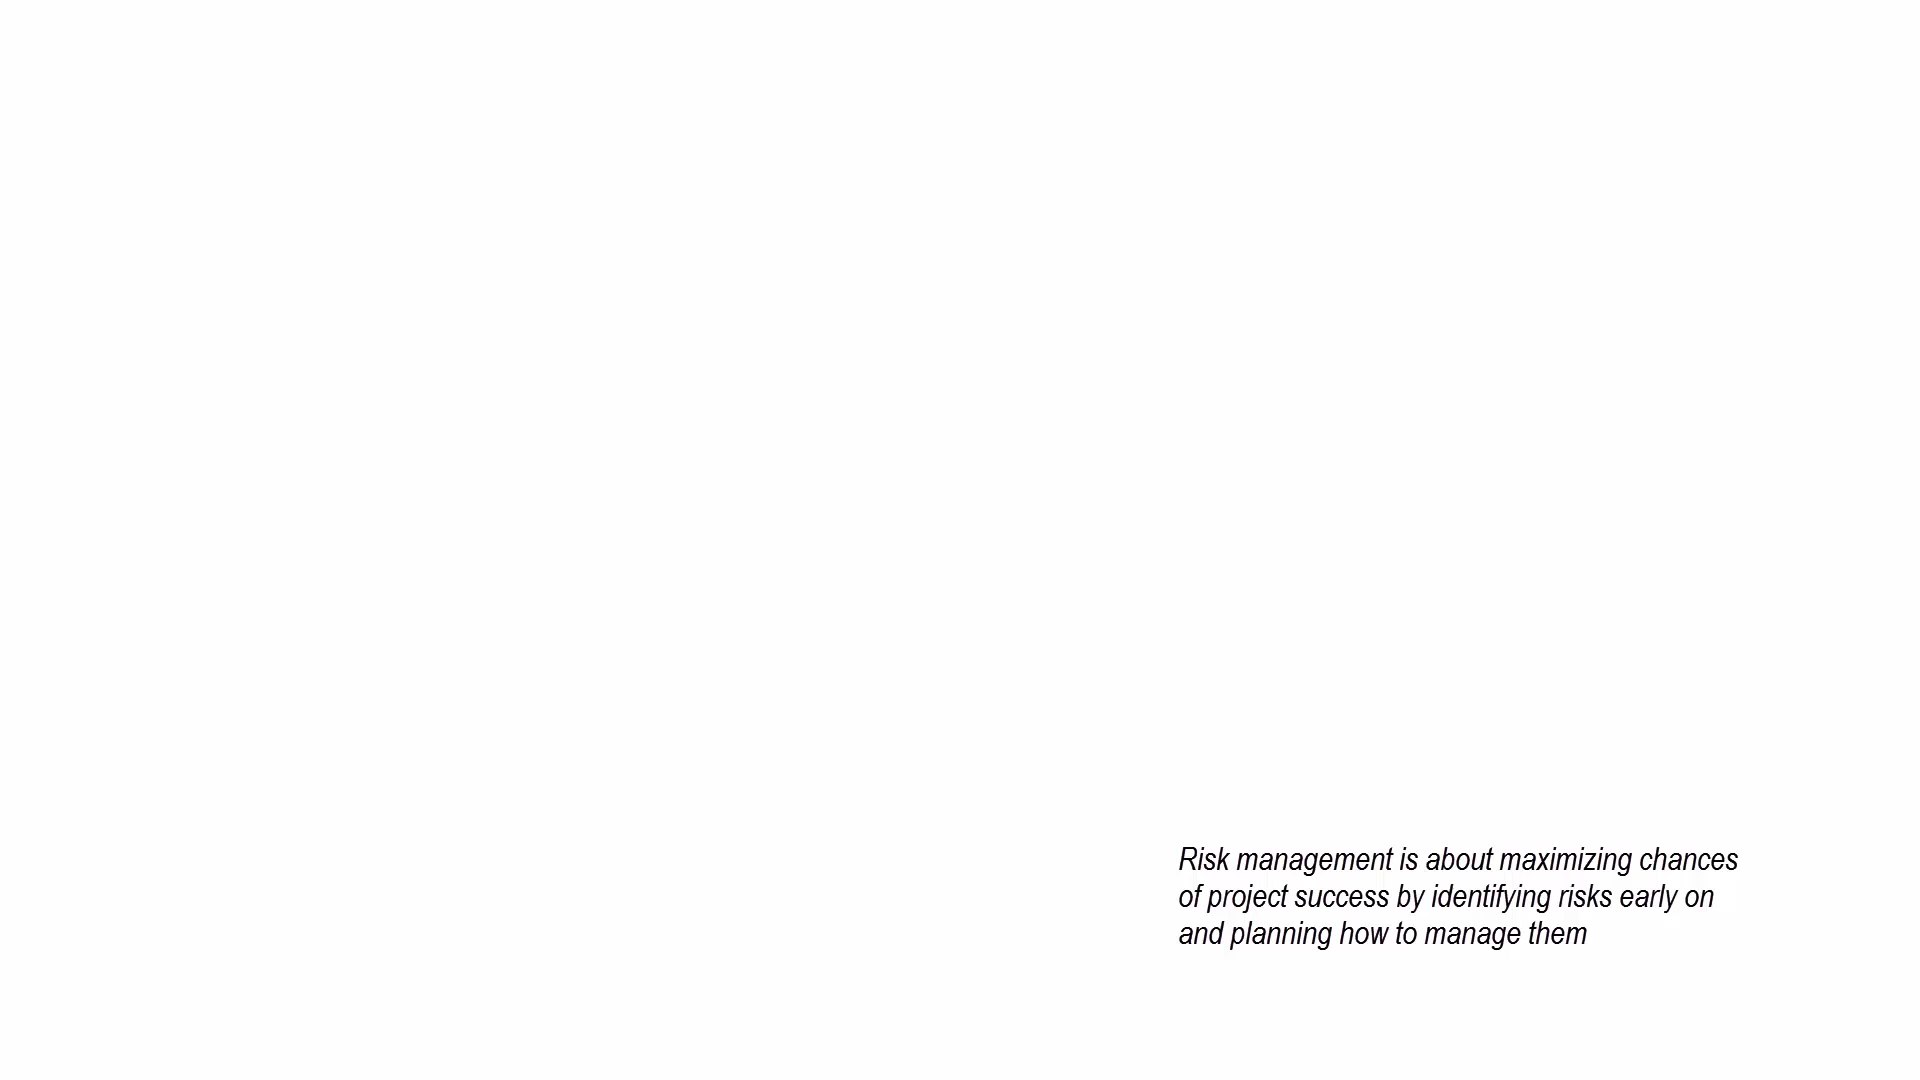 Risk management is about maximizing chances
of project success by identifying risks early on
and planning how to manage them